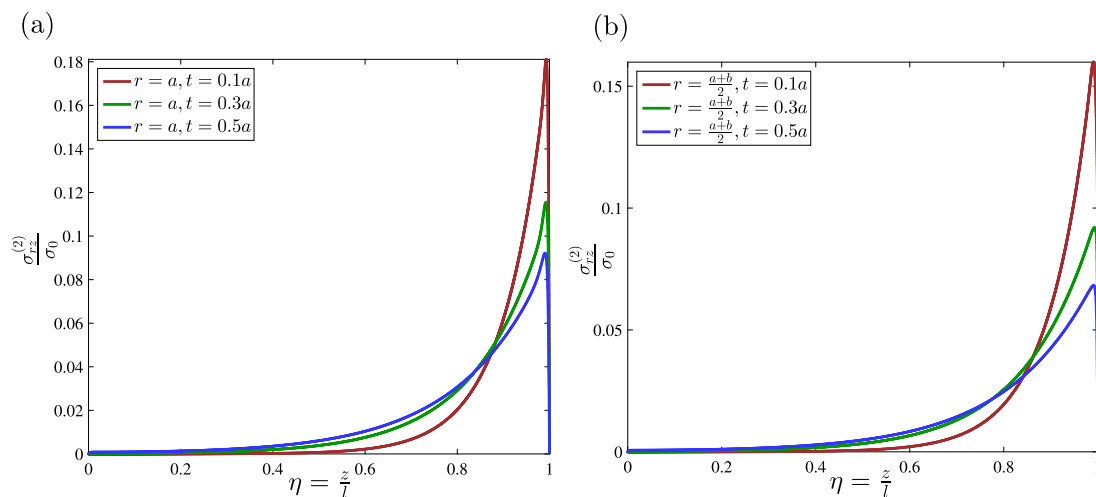 (a)
0.18
0.16
0.14
0.12
0.1
0.08
0.06
0.04
0.02
0
r = a, t = 0.1a
r = a, t = 0.3a
r = a, t = 0.5a
σ_{rz}^{(2)}/σ_0
0 0.2 0.4 0.6 0.8 1
η = z/l
(b)
0.15
0.1
0.05
0
r = (a+b)/2, t = 0.1a
r = (a+b)/2, t = 0.3a
r = (a+b)/2, t = 0.5a
σ_{rz}^{(2)}/σ_0
0 0.2 0.4 0.6 0.8 1
η = z/l